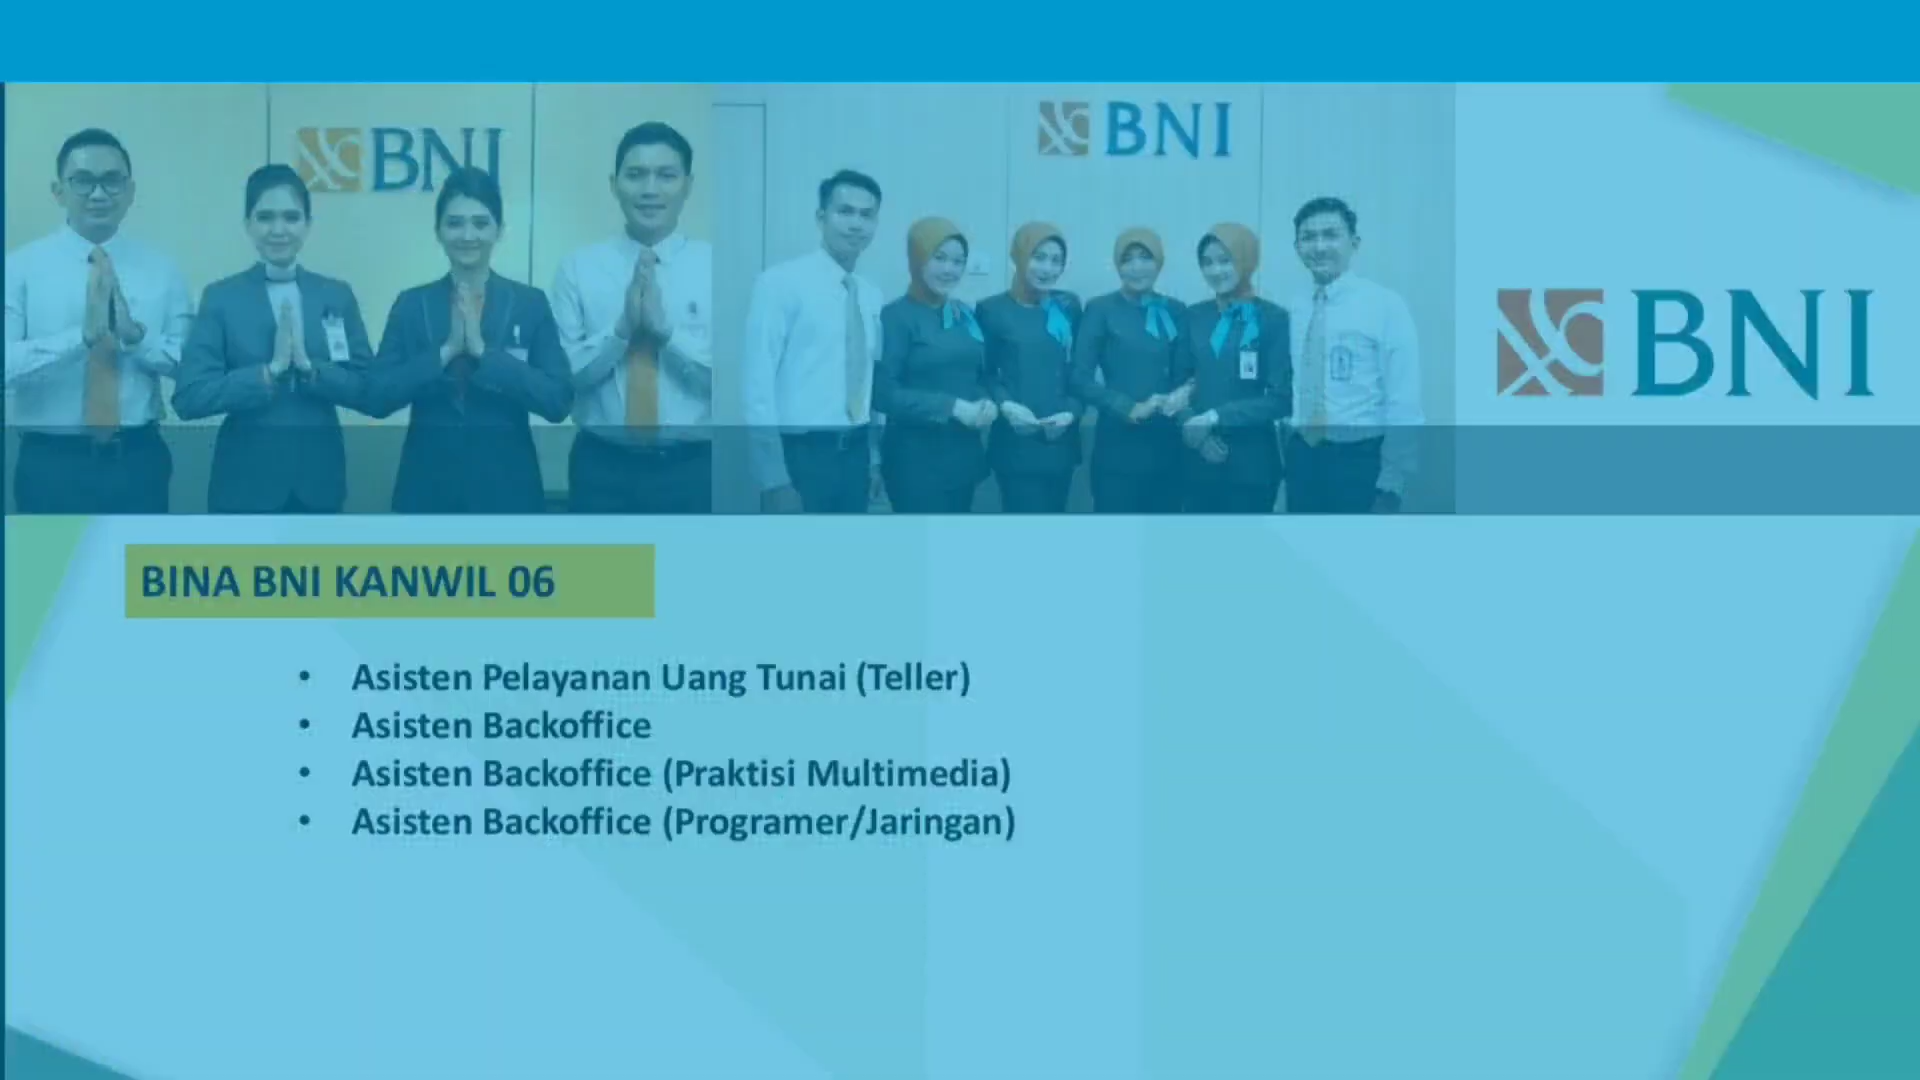 BNI
BNI
BNI
BINA BNI KANWIL 06
• Asisten Pelayanan Uang Tunai (Teller)
• Asisten Backoffice
• Asisten Backoffice (Praktisi Multimedia)
• Asisten Backoffice (Programer/Jaringan)